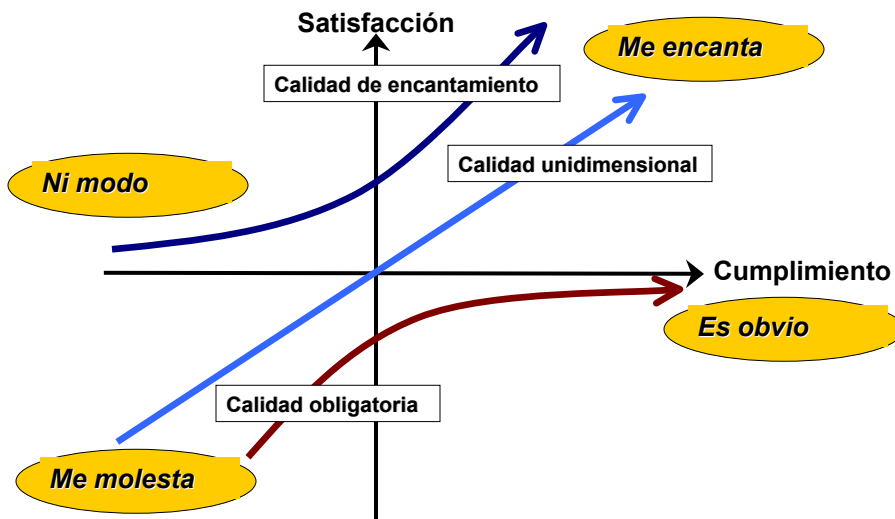 Satisfacción
Me encanta
Calidad de encantamiento
Calidad unidimensional
Ni modo
Cumplimiento
Es obvio
Calidad obligatoria
Me molesta